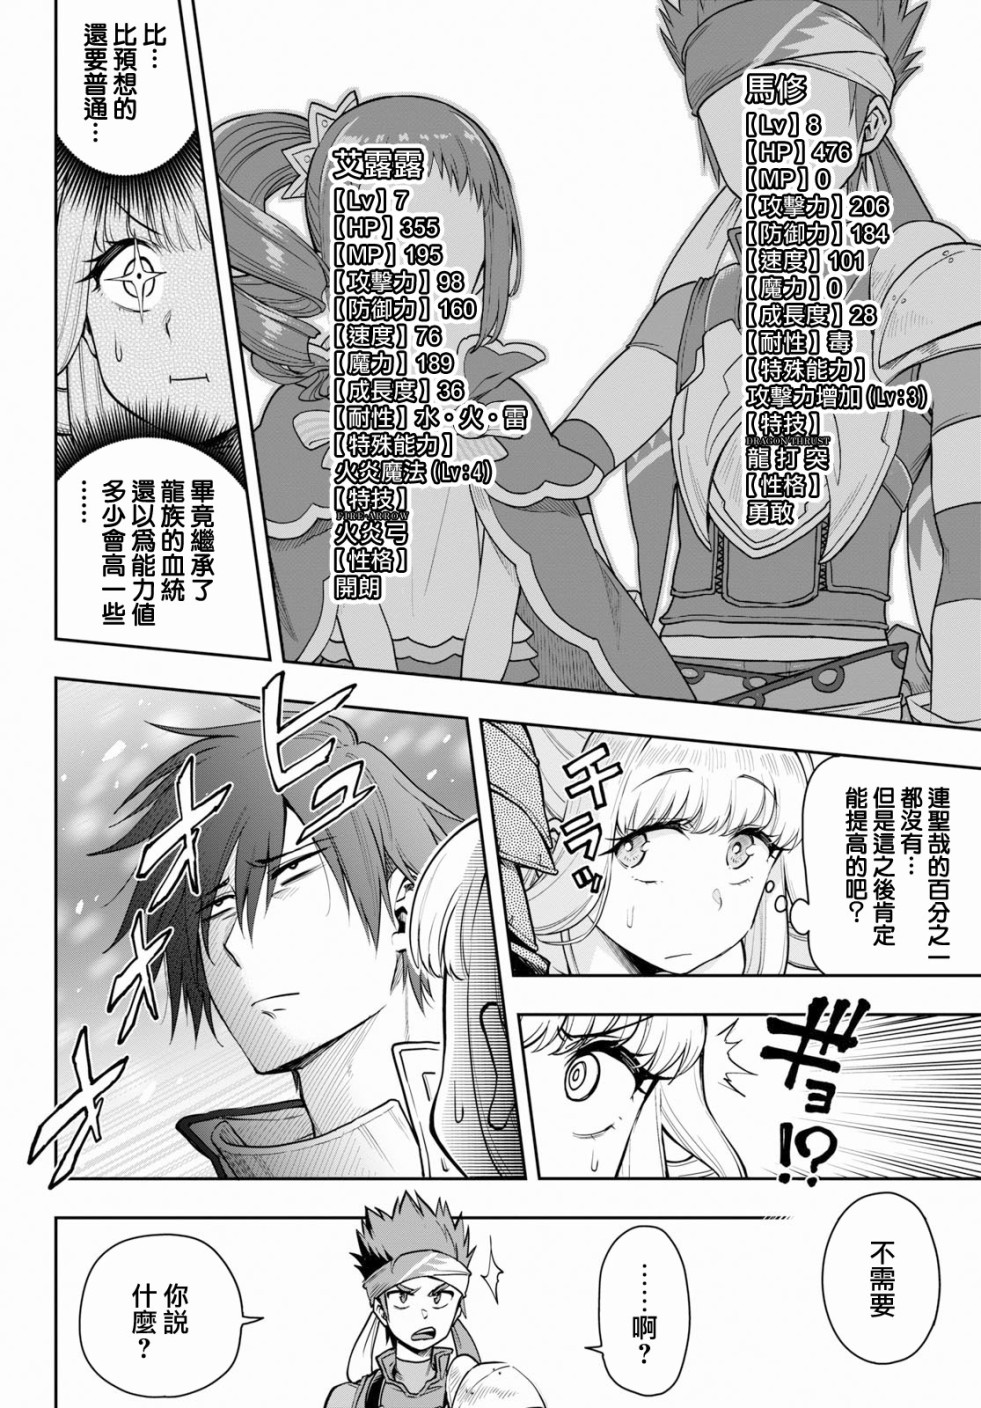 馬修
【Lv】8
【HP】476
【MP】0
【攻擊力】206
【防御力】184
【速度】101
【魔力】0
【成長度】28
【耐性】毒
【特殊能力】
攻擊力增加(Lv:3)
【特技】
DRAGON THRUST
龍打突
【性格】
勇敢
艾露露
【Lv】7
【HP】355
【MP】195
【攻擊力】98
【防御力】160
【速度】76
【魔力】189
【成長度】36
【耐性】水・火・雷
【特殊能力】
火炎魔法(Lv:4)
【特技】
FIRE ARROW
火炎弓
【性格】
開朗
比…
比預想的
還要普通…
畢竟繼承了
龍族的血統
還以為能力值
多少會高一些
……
連聖哉的百分之一
都沒有…
但是這之後肯定
能提高的吧？
チラッ
ヒュ
オオオ
ギョ!?
不需要
……啊？
你說
什麼？